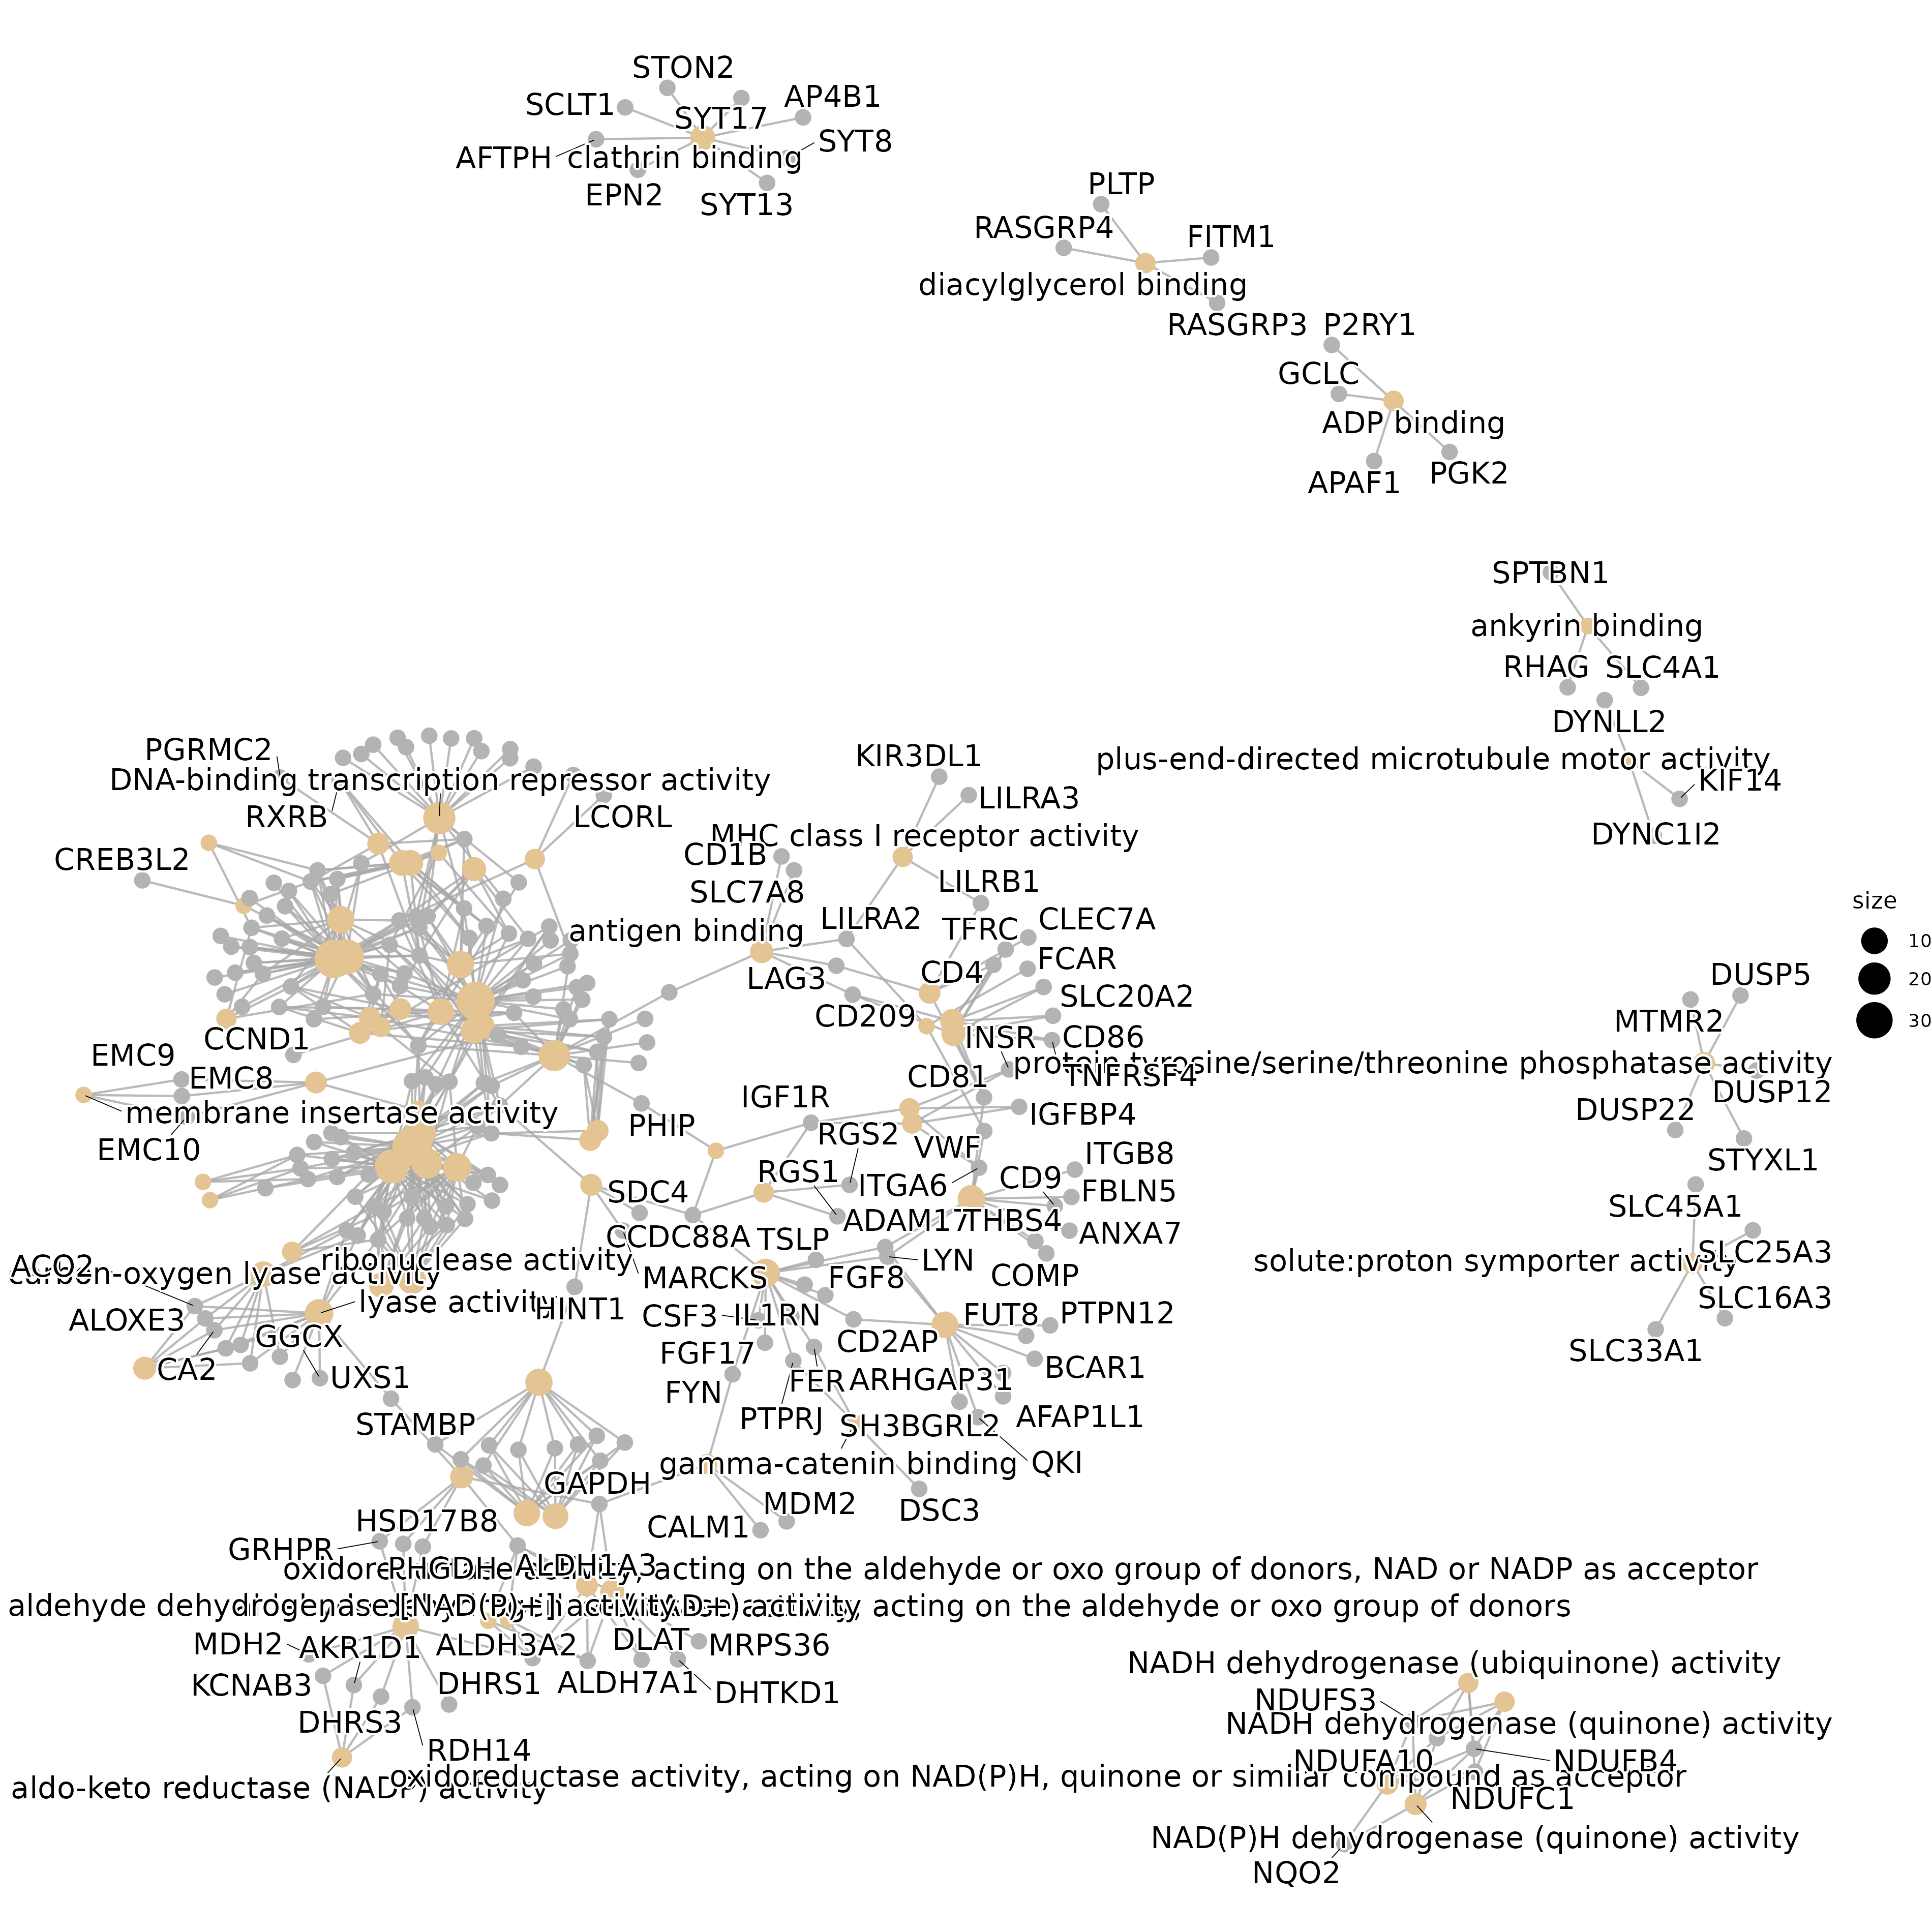 STON2
SCLT1
SYT17
AP4B1
SYT8
AFTPH
clathrin binding
EPN2
SYT13
PLTP
RASGRP4
FITM1
diacylglycerol binding
RASGRP3
P2RY1
GCLC
ADP binding
APAF1
PGK2
SPTBN1
ankyrin binding
RHAG
SLC4A1
DYNLL2
plus-end-directed microtubule motor activity
KIF14
DYNC1I2
PGRMC2
DNA-binding transcription repressor activity
RXRB
LCORL
CREB3L2
KIR3DL1
LILRA3
MHC class I receptor activity
CD1B
SLC7A8
LILRB1
antigen binding
LILRA2
TFRC
CLEC7A
LAG3
CD4
FCAR
SLC20A2
CD209
INSR
CD86
size
10
20
30
DUSP5
MTMR2
protein tyrosine/serine/threonine phosphatase activity
TNFRSF4
DUSP12
DUSP22
STYXL1
CCND1
EMC9
EMC8
membrane insertase activity
EMC10
CD81
IGF1R
IGFBP4
PHIP
RGS2
VWF
RGS1
ITGA6
CD9
ITGB8
FBLN5
SDC4
ADAM17
THBS4
ANXA7
CCDC88A
TSLP
LYN
COMP
SLC45A1
solute:proton symporter activity
SLC25A3
SLC16A3
SLC33A1
ACO2
carbon-oxygen lyase activity
ribonuclease activity
MARCKS
FGF8
lyase activity
HINT1
CSF3
IL1RN
FUT8
PTPN12
ALOXE3
GGCX
CD2AP
FGF17
CA2
UXS1
FYN
FER
ARHGAP31
BCAR1
PTPRJ
SH3BGRL2
AFAP1L1
STAMBP
gamma-catenin binding
QKI
GAPDH
MDM2
DSC3
CALM1
HSD17B8
GRHPR
PHGDH
ALDH1A3
acting on the aldehyde or oxo group of donors, NAD or NADP as acceptor
aldehyde dehydrogenase [NAD(P)+] activity
acting on the aldehyde or oxo group of donors
MDH2
AKR1D1
ALDH3A2
DLAT
MRPS36
KCNAB3
DHRS1
ALDH7A1
DHTKD1
DHRS3
RDH14
aldo-keto reductase (NADP) activity
NADH dehydrogenase (ubiquinone) activity
NDUFS3
NADH dehydrogenase (quinone) activity
NDUFA10
NDUFB4
oxidoreductase activity, acting on NAD(P)H, quinone or similar compound as acceptor
NDUFC1
NAD(P)H dehydrogenase (quinone) activity
NQO2